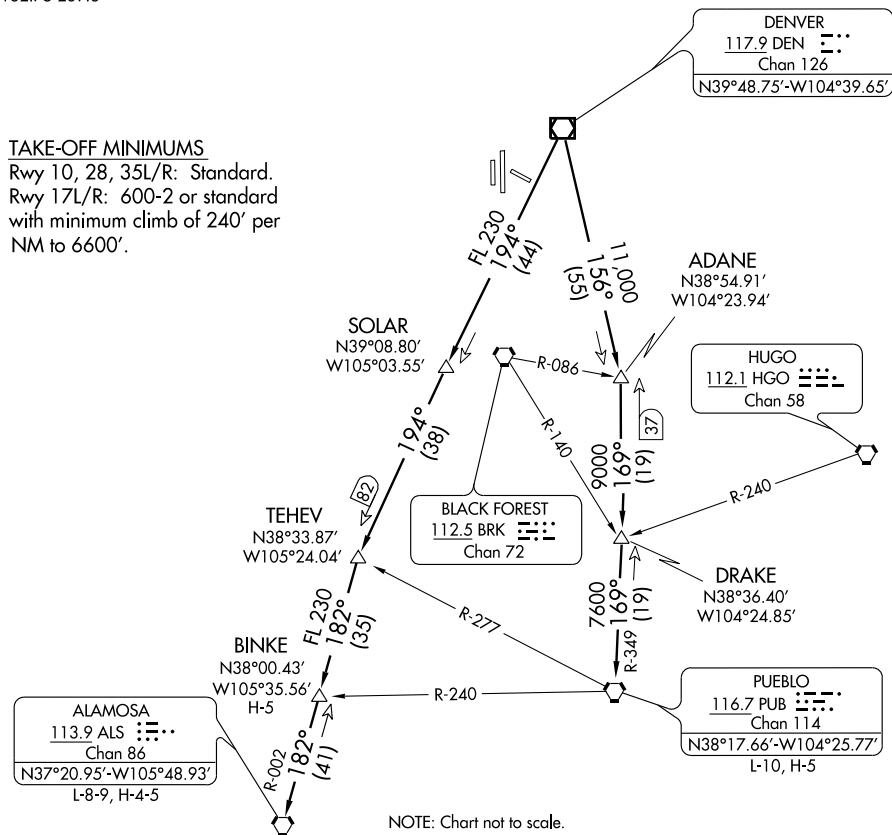 DENVER
117.9 DEN
Chan 126
N39°48.75’-W104°39.65’
TAKE-OFF MINIMUMS
Rwy 10, 28, 35L/R: Standard.
Rwy 17L/R: 600-2 or standard
with minimum climb of 240’ per
NM to 6600’.
FL 230
194°
(44)
11,000
156°
(55)
ADANE
N38°54.91’
W104°23.94’
SOLAR
N39°08.80’
W105°03.55’
R-086
HUGO
112.1 HGO
Chan 58
194°
(38)
R-140
37
9000
169°
(19)
R-240
82
BLACK FOREST
112.5 BRK
Chan 72
TEHEV
N38°33.87’
W105°24.04’
DRAKE
N38°36.40’
W104°24.85’
FL 230
182°
(35)
R-277
7600
169°
(19)
R-349
BINKE
N38°00.43’
W105°35.56’
H-5
R-240
PUEBLO
116.7 PUB
Chan 114
N38°17.66’-W104°25.77’
L-10, H-5
ALAMOSA
113.9 ALS
Chan 86
N37°20.95’-W105°48.93’
L-8-9, H-4-5
R-002
182°
(41)
NOTE: Chart not to scale.